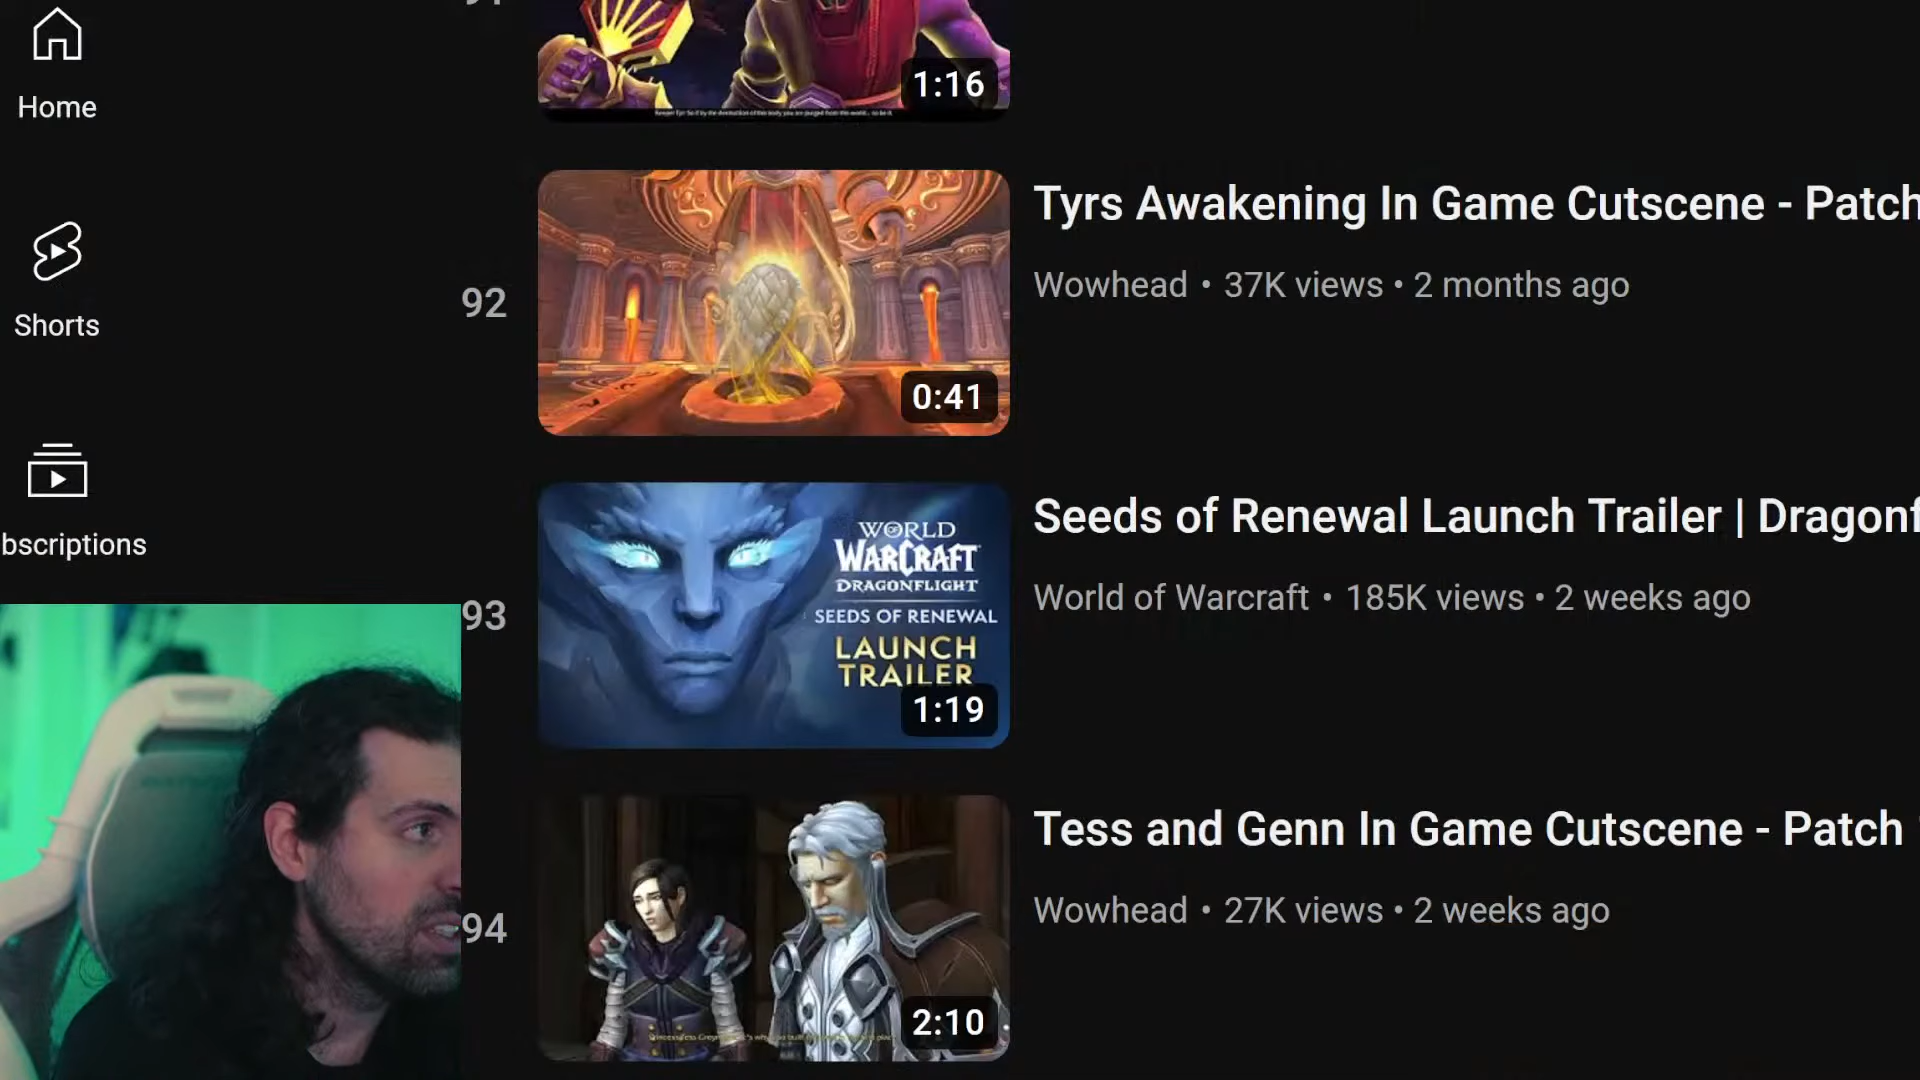 Home
1:16
Tyrs Awakening In Game Cutscene - Patch
Wowhead • 37K views • 2 months ago
92
Shorts
0:41
Seeds of Renewal Launch Trailer | Dragonf
World of Warcraft • 185K views • 2 weeks ago
bscriptions
WORLD OF
WARCRAFT
DRAGONFLIGHT
SEEDS OF RENEWAL
LAUNCH
TRAILER
93
1:19
Tess and Genn In Game Cutscene - Patch
Wowhead • 27K views • 2 weeks ago
94
2:10